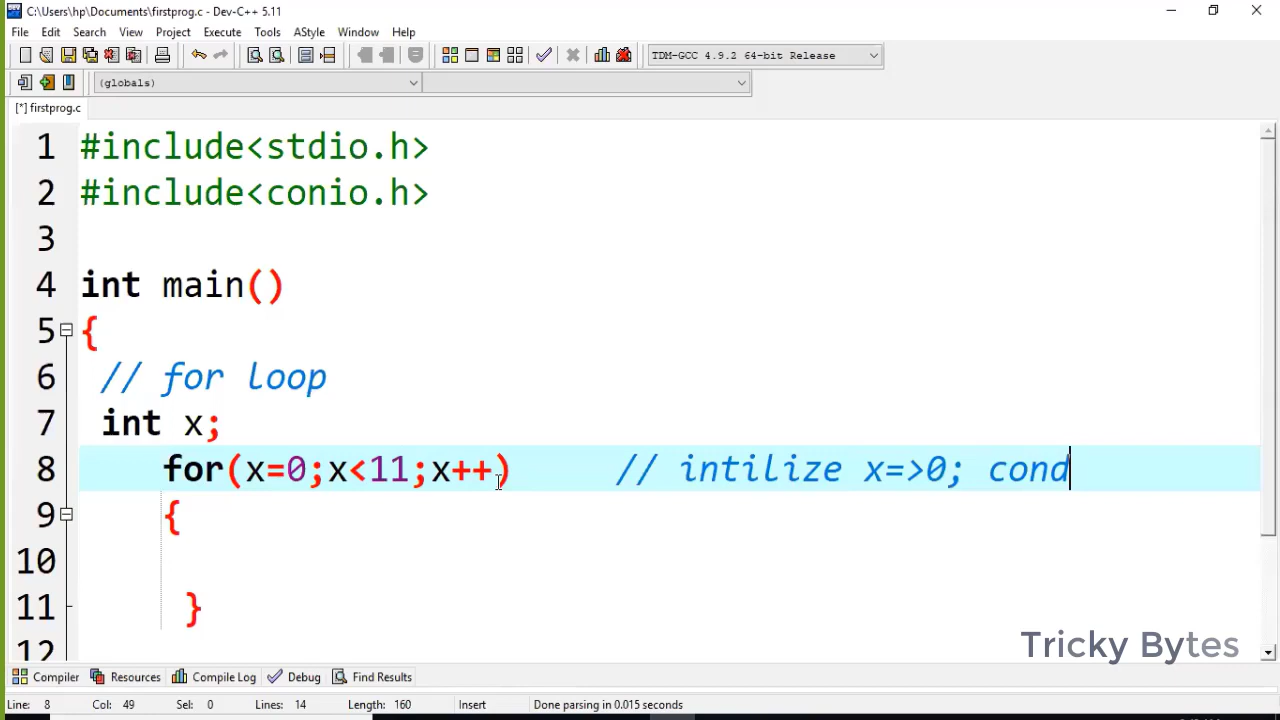 C:\Users\hp\Documents\firstprog.c - Dev-C++ 5.11
File Edit Search View Project Execute Tools AStyle Window Help
TDM-GCC 4.9.2 64-bit Release
(globals)
[*] firstprog.c
1 #include<stdio.h>
2 #include<conio.h>
3
4 int main()
5 {
6 // for loop
7 int x;
8 for(x=0;x<11;x++) // intilize x=>0; cond
9 {
10
11 }
12
Tricky Bytes
Compiler Resources Compile Log Debug Find Results
Line: 8 Col: 49 Sel: 0 Lines: 14 Length: 160 Insert Done parsing in 0.015 seconds